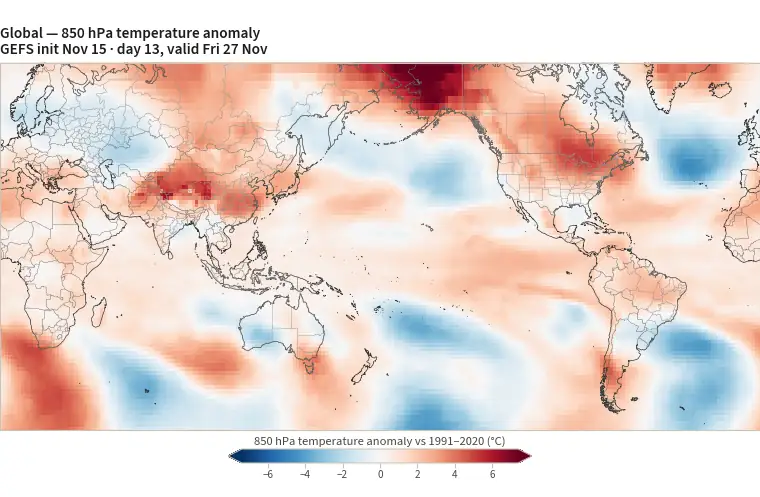 Global — 850 hPa temperature anomaly
GEFS init Nov 15 · day 13, valid Fri 27 Nov
850 hPa temperature anomaly vs 1991–2020 (°C)
−6 −4 −2 0 2 4 6